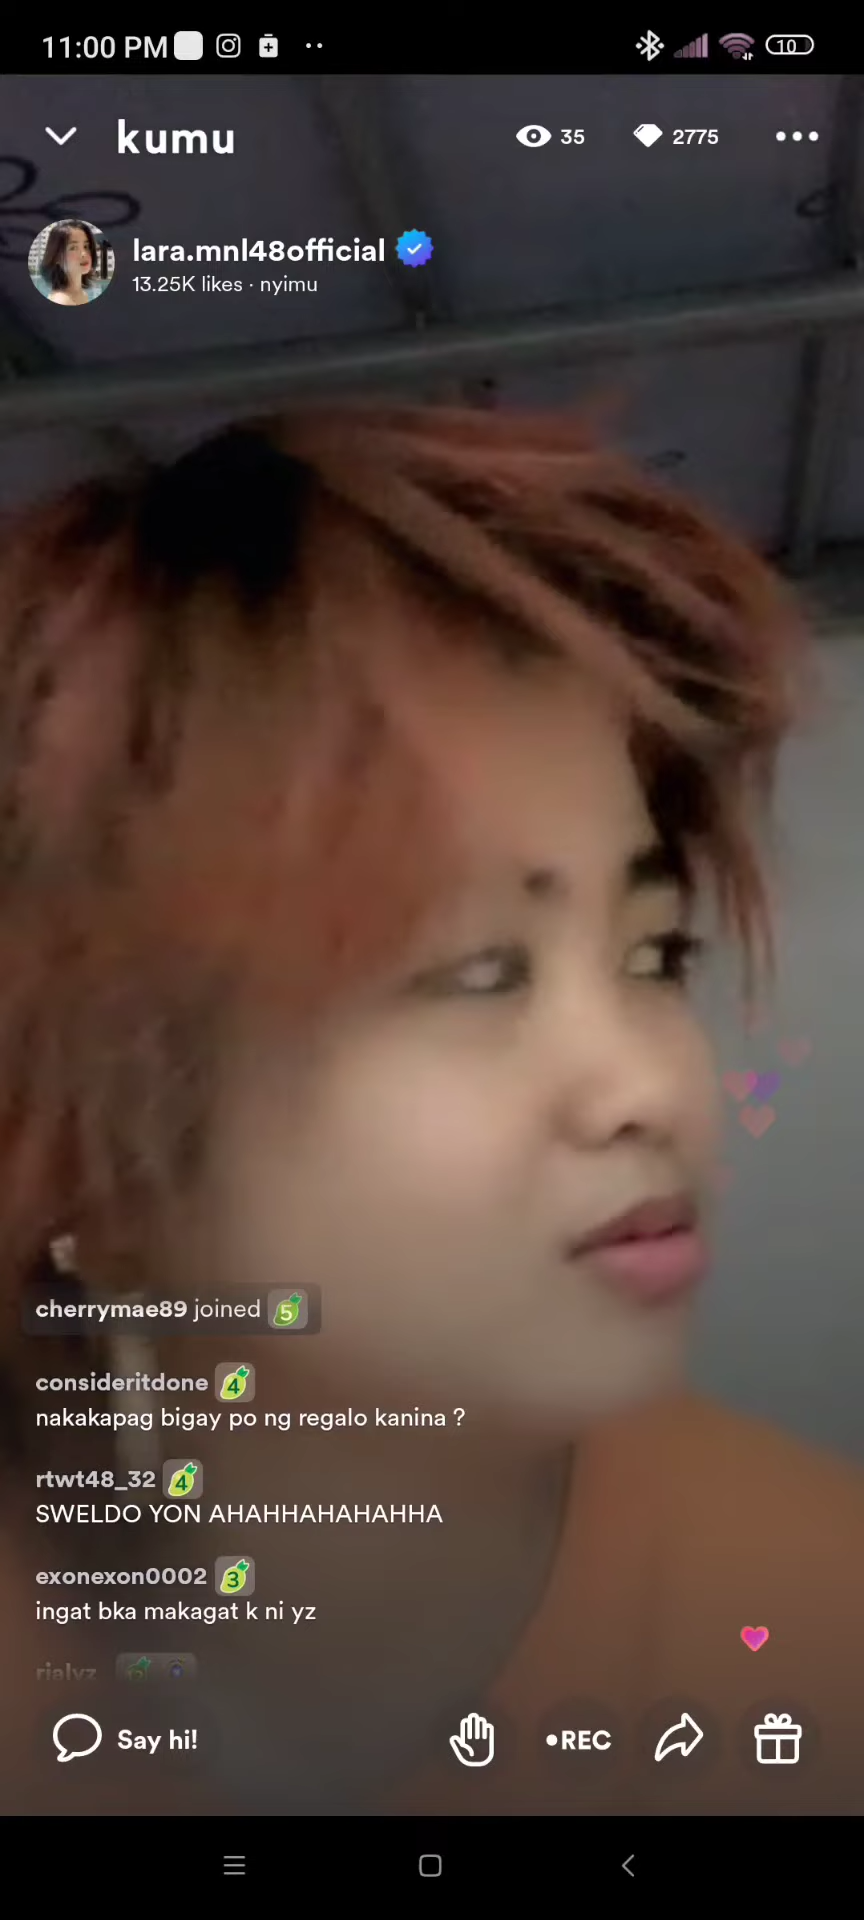 11:00 PM
10
kumu
35
2775
lara.mnl48official
13.25K likes · nyimu
cherrymae89 joined 5
consideritdone 4
nakakapag bigay po ng regalo kanina ?
rtwt48_32 4
SWELDO YON AHAHHAHAHAHHA
exonexon0002 3
ingat bka makagat k ni yz
rialyz
Say hi!
•REC